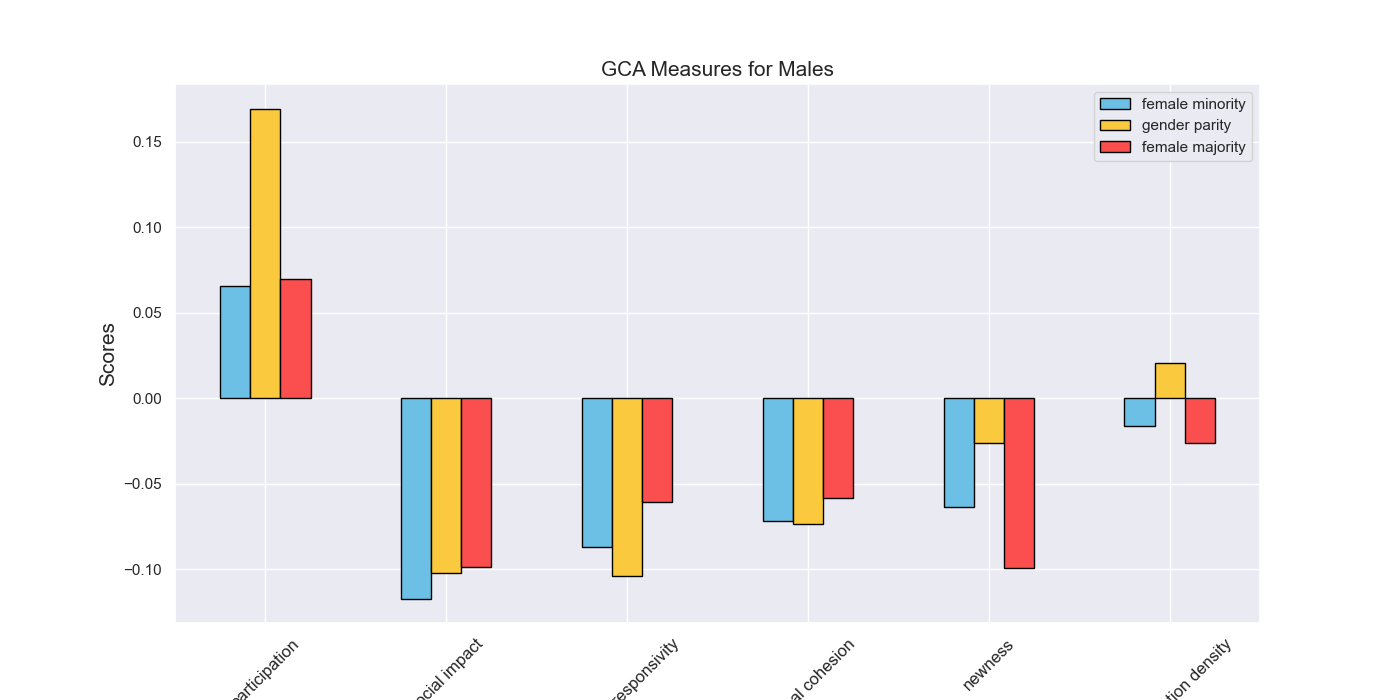 GCA Measures for Males
female minority
gender parity
female majority
Scores
0.15
0.10
0.05
0.00
−0.05
−0.10
participation
ocial impact
responsivity
al cohesion
newness
tion density